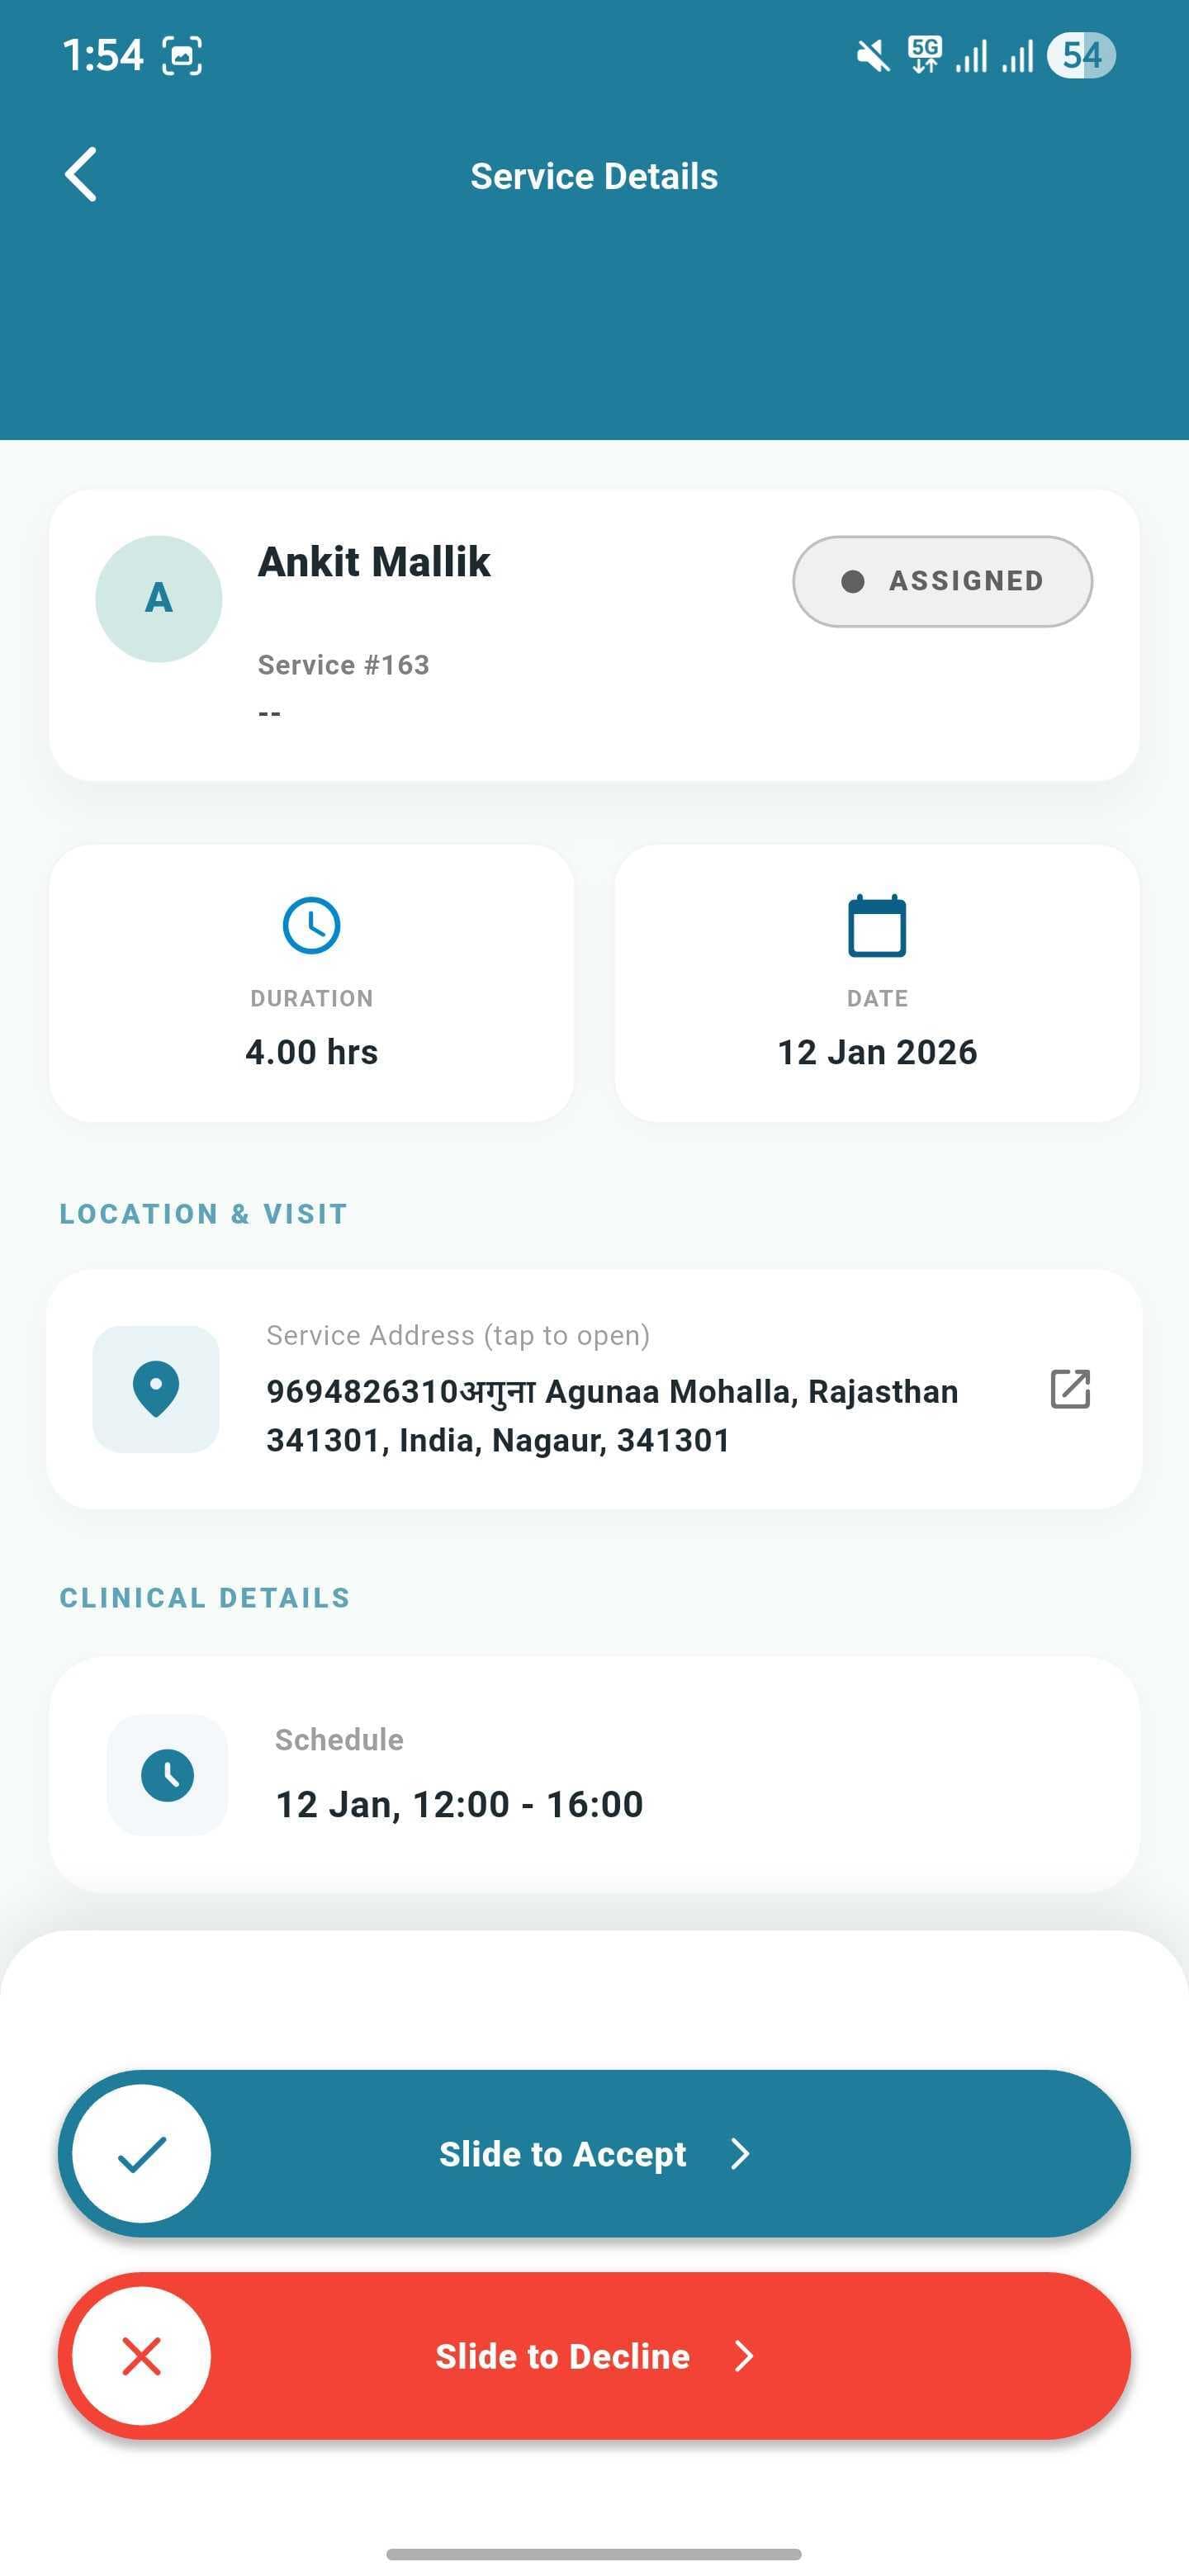 1:54
5G
54
Service Details
A
Ankit Mallik
ASSIGNED
Service #163
--
DURATION
4.00 hrs
DATE
12 Jan 2026
LOCATION & VISIT
Service Address (tap to open)
9694826310अगुना Agunaa Mohalla, Rajasthan
341301, India, Nagaur, 341301
CLINICAL DETAILS
Schedule
12 Jan, 12:00 - 16:00
Slide to Accept
Slide to Decline